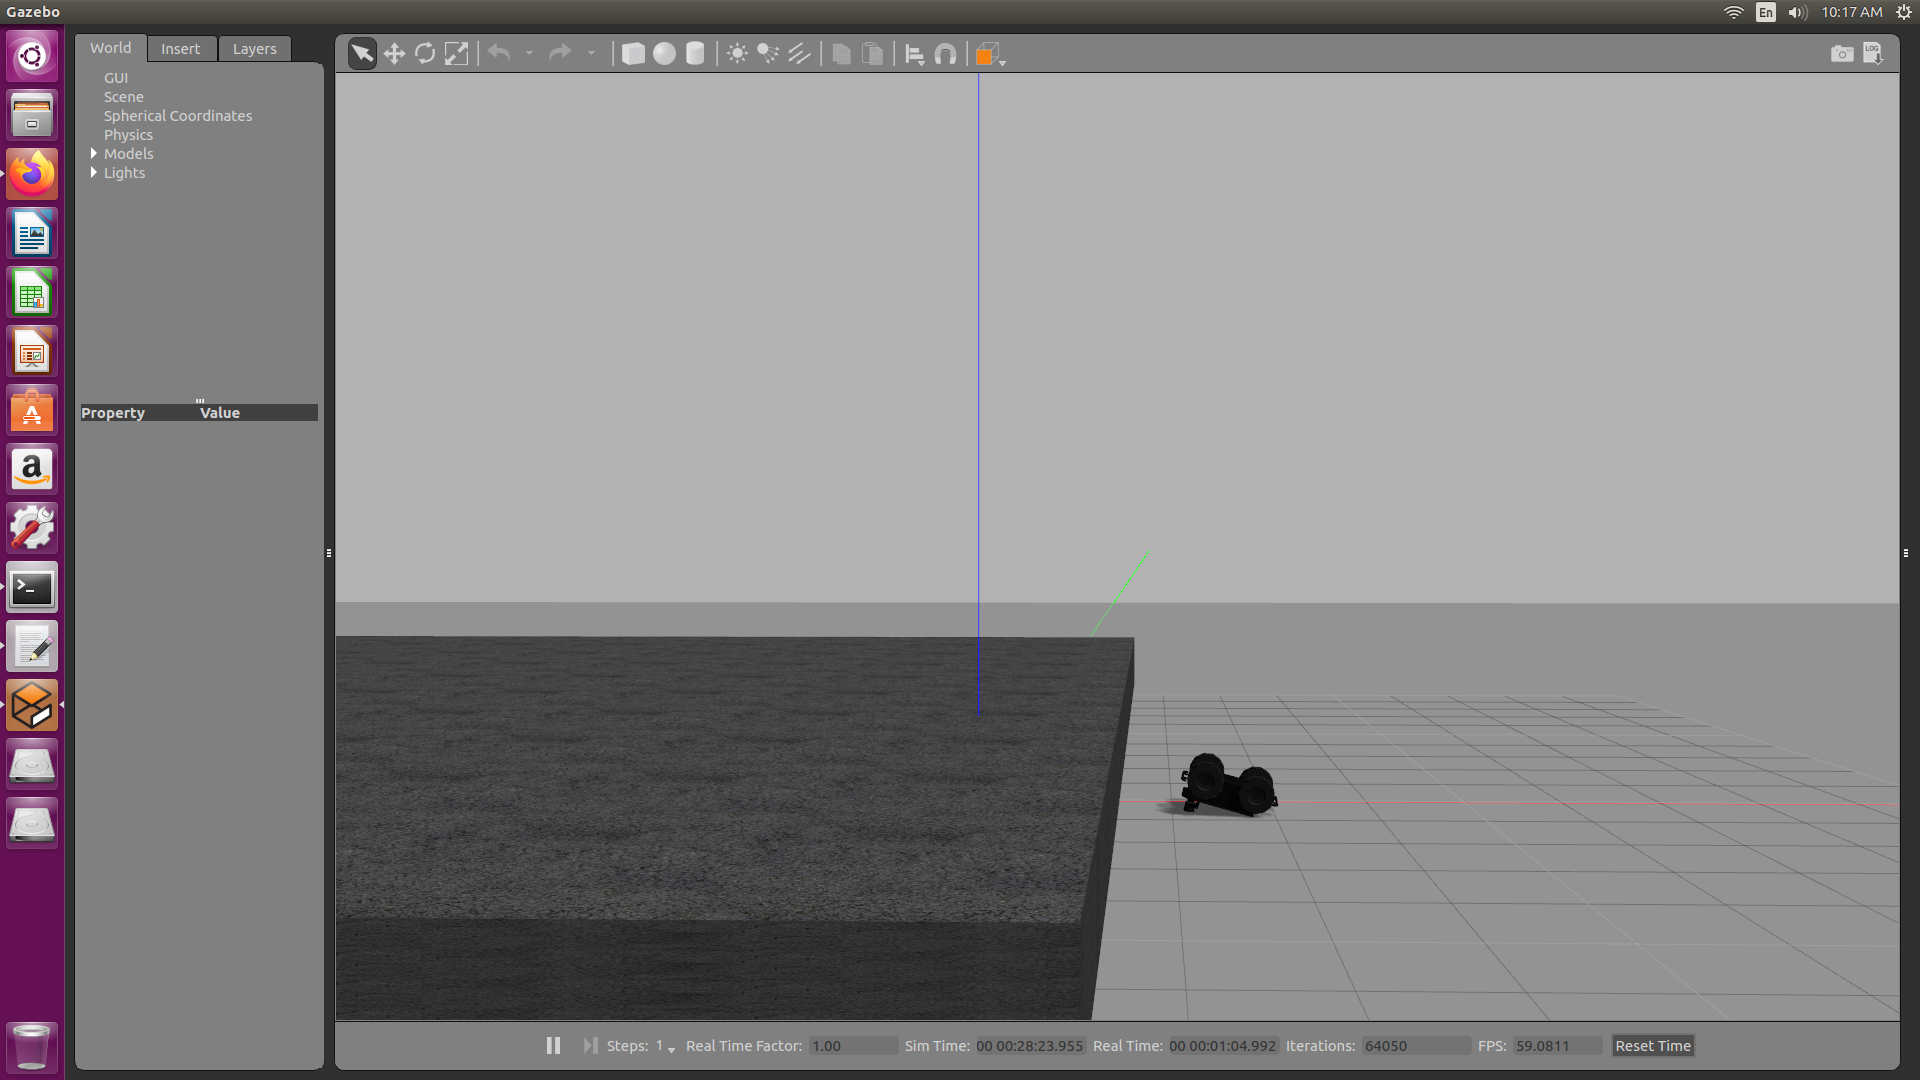 Gazebo
En
10:17 AM
World Insert Layers
LOG
GUI
Scene
Spherical Coordinates
Physics
Models
Lights
Property Value
Steps: 1 Real Time Factor: 1.00 Sim Time: 00 00:28:23.955 Real Time: 00 00:01:04.992 Iterations: 64050 FPS: 59.0811 Reset Time